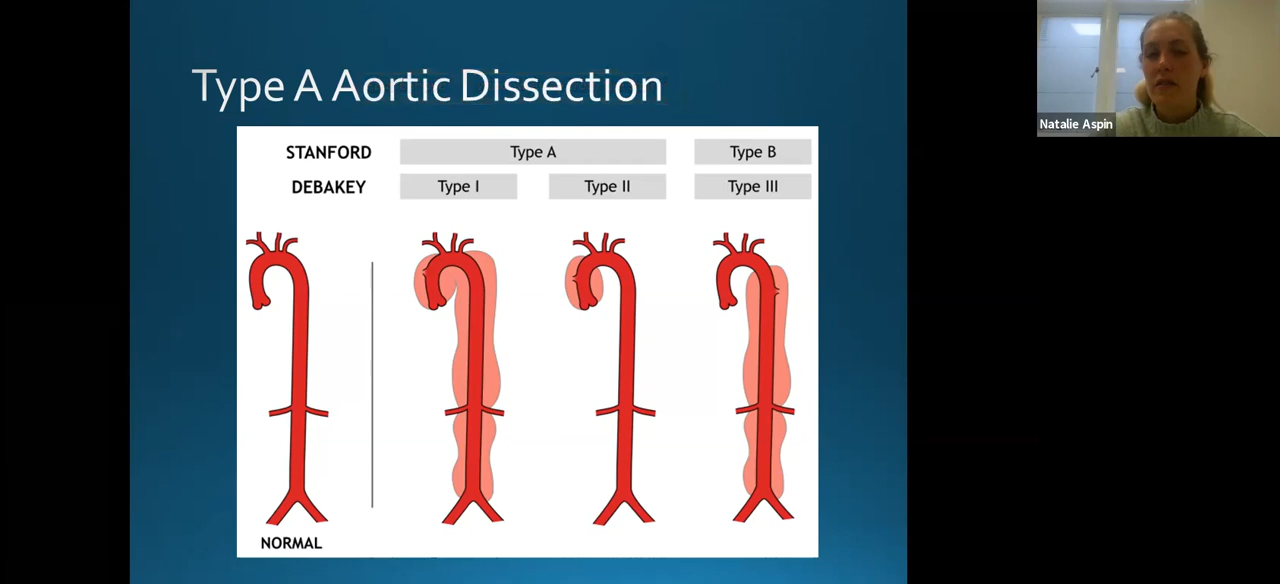 Type A Aortic Dissection
Natalie Aspin
STANFORD Type A Type B
DEBAKEY Type I Type II Type III
NORMAL